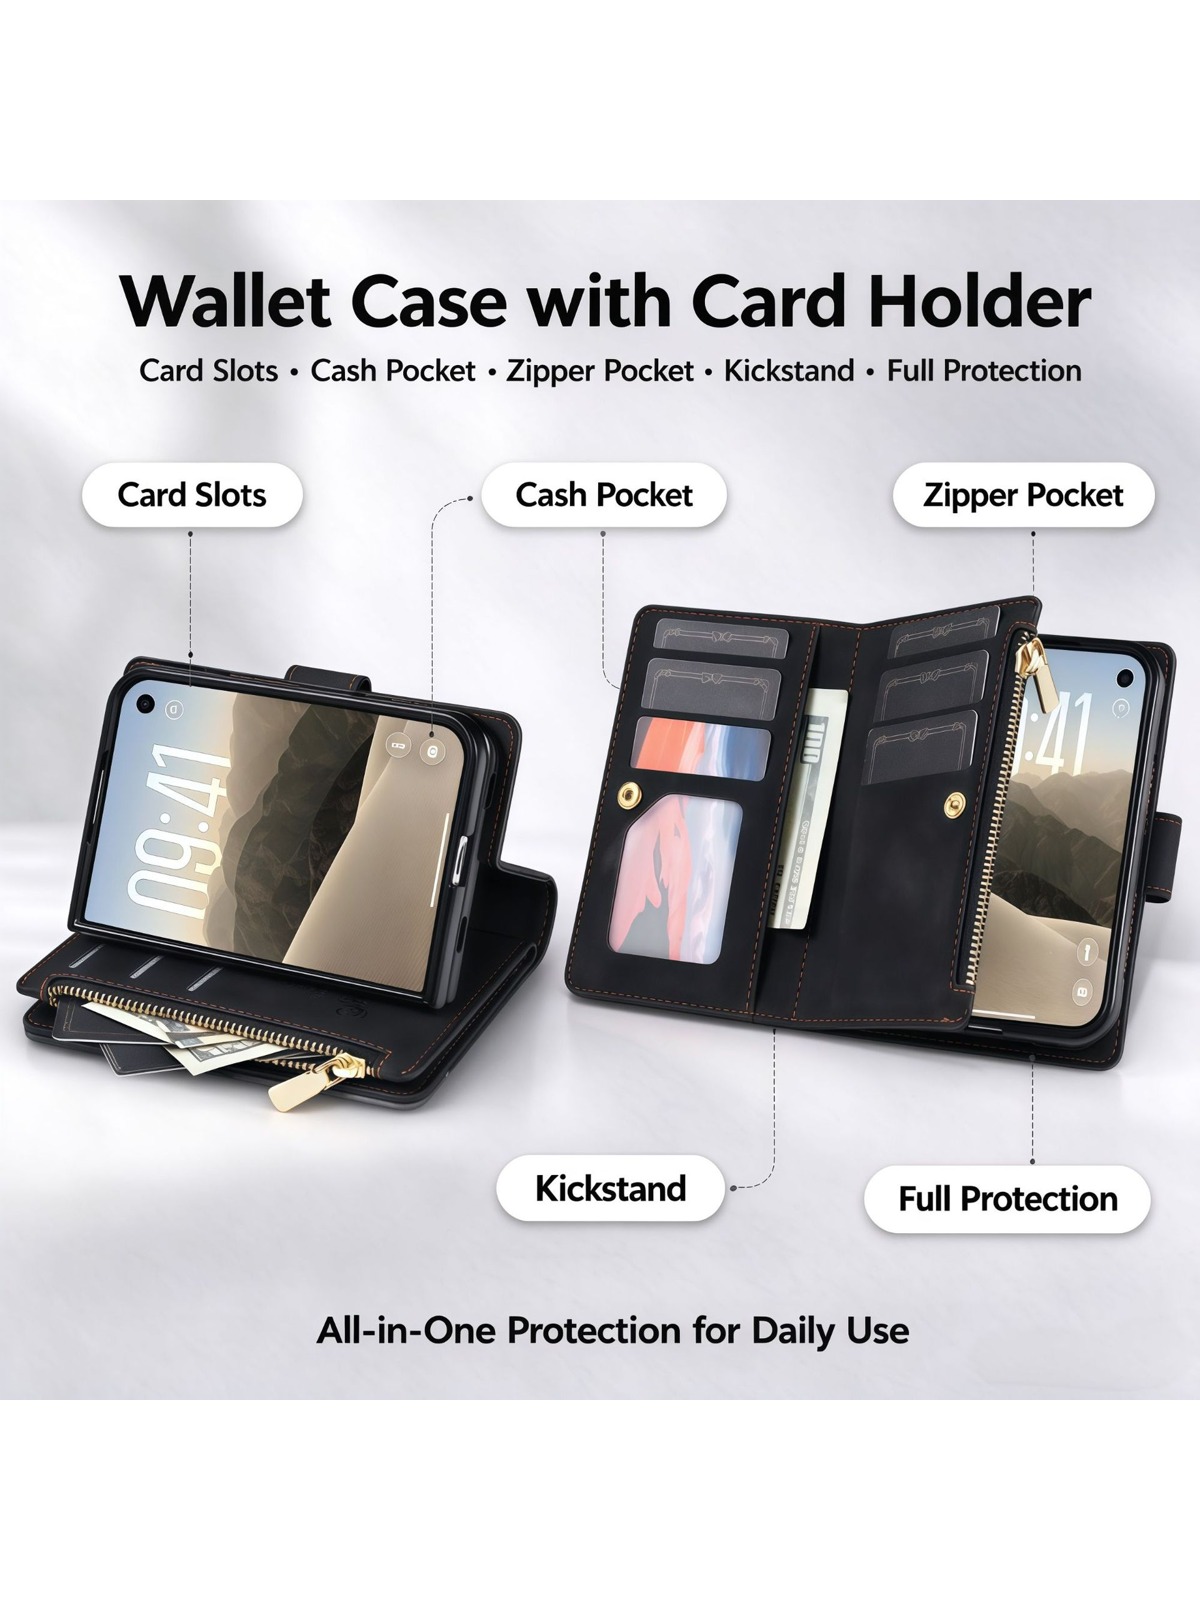 Wallet Case with Card Holder
Card Slots • Cash Pocket • Zipper Pocket • Kickstand • Full Protection
Card Slots
Cash Pocket
Zipper Pocket
09:41
:41
100
Kickstand
Full Protection
All-in-One Protection for Daily Use